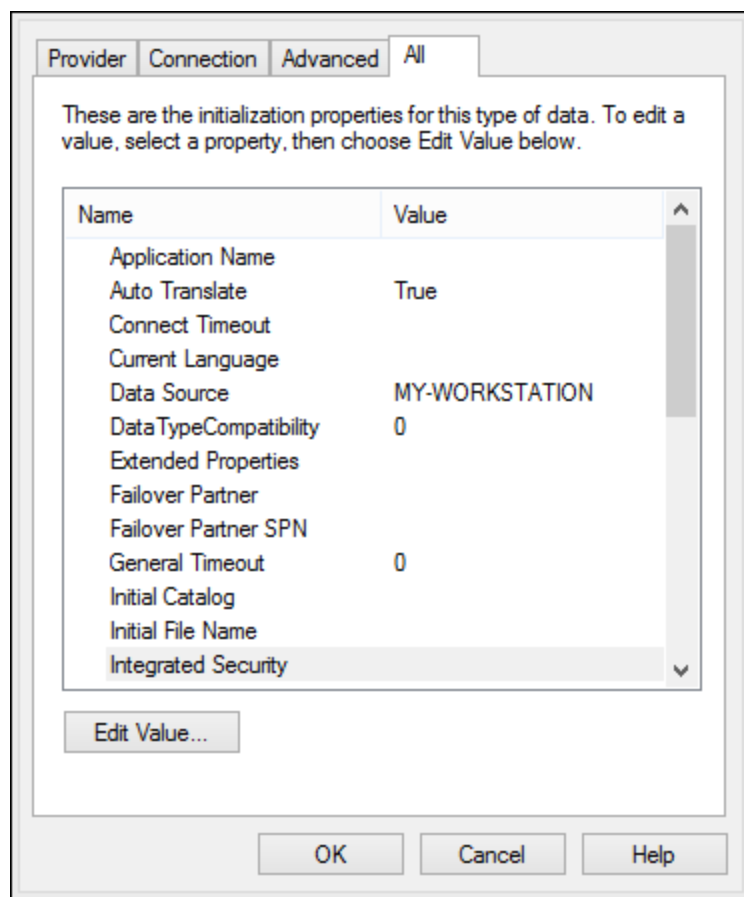 Provider Connection Advanced All
These are the initialization properties for this type of data. To edit a
value, select a property, then choose Edit Value below.
Name Value
Application Name
Auto Translate True
Connect Timeout
Current Language
Data Source MY-WORKSTATION
DataTypeCompatibility 0
Extended Properties
Failover Partner
Failover Partner SPN
General Timeout 0
Initial Catalog
Initial File Name
Integrated Security
Edit Value...
OK Cancel Help